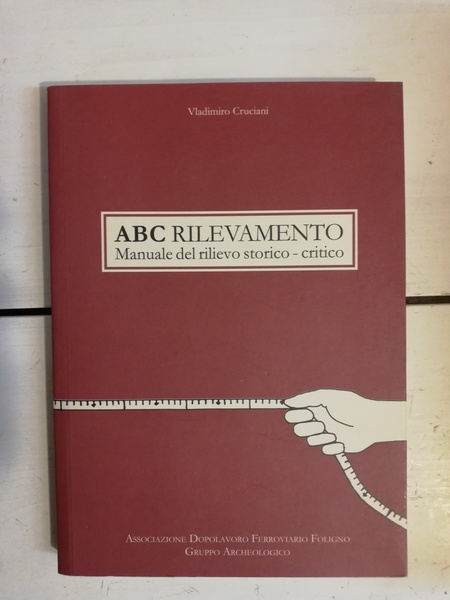 Vladimiro Cruciani
ABC RILEVAMENTO
Manuale del rilievo storico - critico
Associazione Dopolavoro Ferroviario Foligno
Gruppo Archeologico